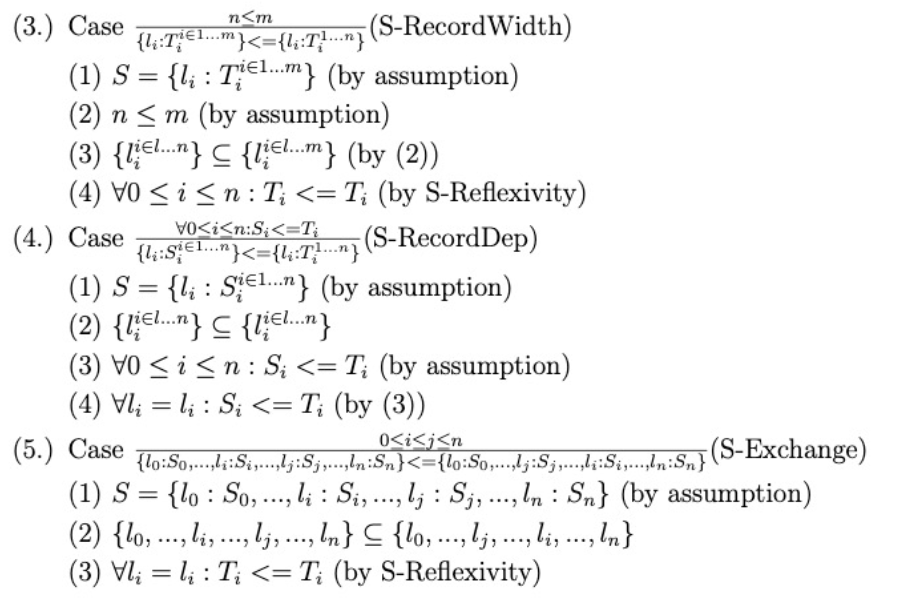 (3.) Case \frac{n≤m}{\{l_i:T_i^{i∈1...m}\}<=\{l_i:T_i^{1...n}\}} (S-RecordWidth)
(1) S = {l_i : T_i^{i∈1...m}} (by assumption)
(2) n ≤ m (by assumption)
(3) {l_i^{i∈l...n}} ⊆ {l_i^{i∈l...m}} (by (2))
(4) ∀0 ≤ i ≤ n : T_i <= T_i (by S-Reflexivity)
(4.) Case \frac{∀0≤i≤n:S_i<=T_i}{\{l_i:S_i^{i∈1...n}\}<=\{l_i:T_i^{1...n}\}} (S-RecordDep)
(1) S = {l_i : S_i^{i∈1...n}} (by assumption)
(2) {l_i^{i∈l...n}} ⊆ {l_i^{i∈l...n}}
(3) ∀0 ≤ i ≤ n : S_i <= T_i (by assumption)
(4) ∀l_i = l_i : S_i <= T_i (by (3))
(5.) Case \frac{0≤i≤j≤n}{\{l_0:S_0,...,l_i:S_i,...,l_j:S_j,...,l_n:S_n\}<=\{l_0:S_0,...,l_j:S_j,...,l_i:S_i,...,l_n:S_n\}} (S-Exchange)
(1) S = {l_0 : S_0, ..., l_i : S_i, ..., l_j : S_j, ..., l_n : S_n} (by assumption)
(2) {l_0, ..., l_i, ..., l_j, ..., l_n} ⊆ {l_0, ..., l_j, ..., l_i, ..., l_n}
(3) ∀l_i = l_i : T_i <= T_i (by S-Reflexivity)